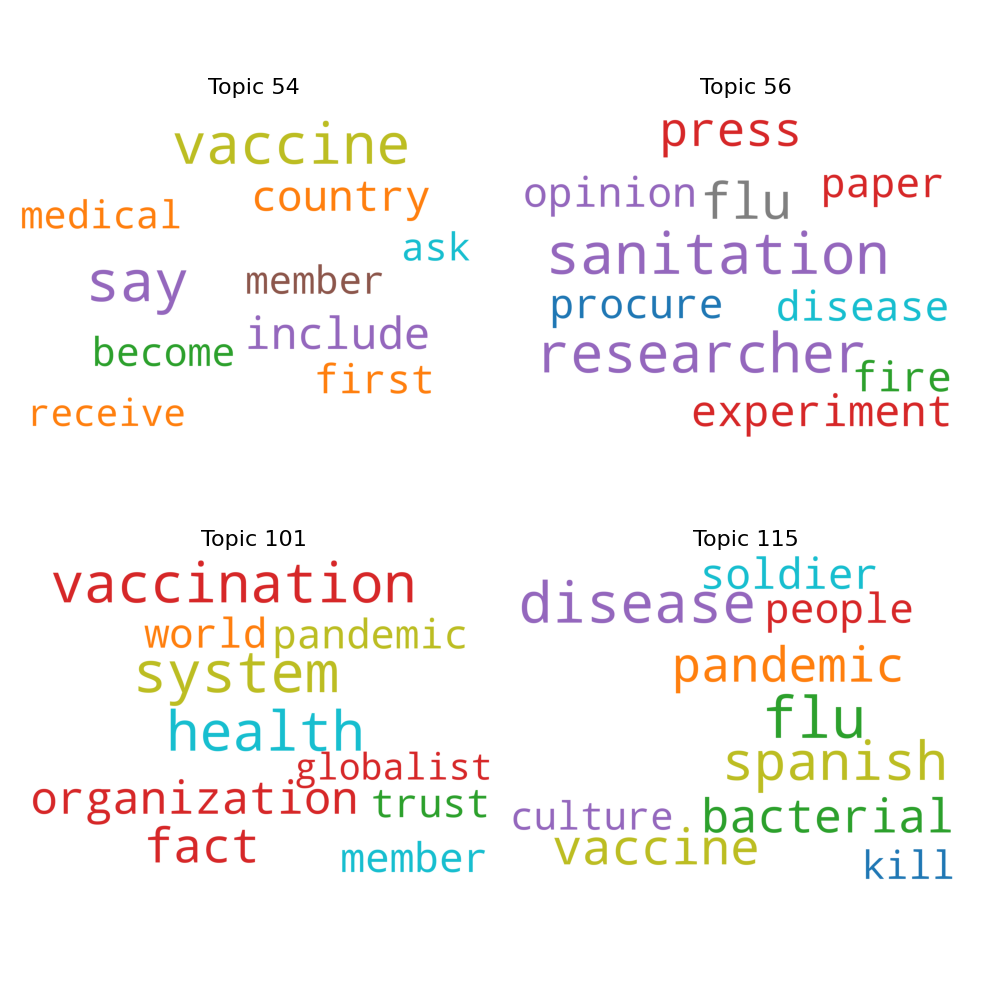 Topic 54
vaccine
country
medical
ask
say
member
include
become
first
receive
Topic 56
press
opinion
flu
paper
sanitation
procure
disease
researcher
fire
experiment
Topic 101
vaccination
world
pandemic
system
health
globalist
organization
trust
fact
member
Topic 115
soldier
disease
people
pandemic
flu
spanish
culture
bacterial
vaccine
kill